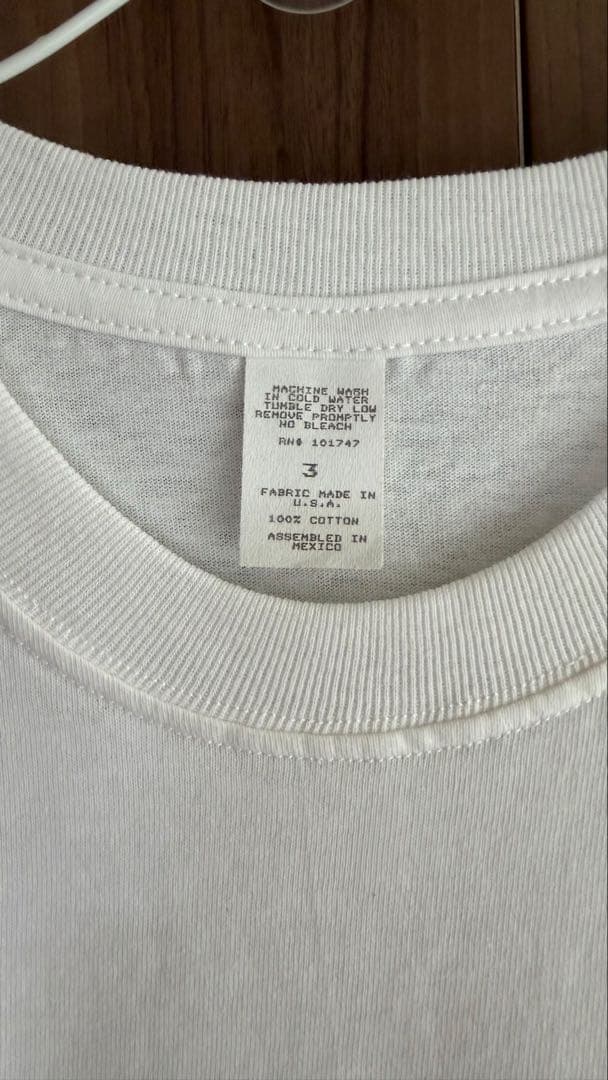 MACHINE WASH
IN COLD WATER
TUMBLE DRY LOW
REMOVE PROMPTLY
NO BLEACH
RN# 101747
3
FABRIC MADE IN
U.S.A.
100% COTTON
ASSEMBLED IN
MEXICO